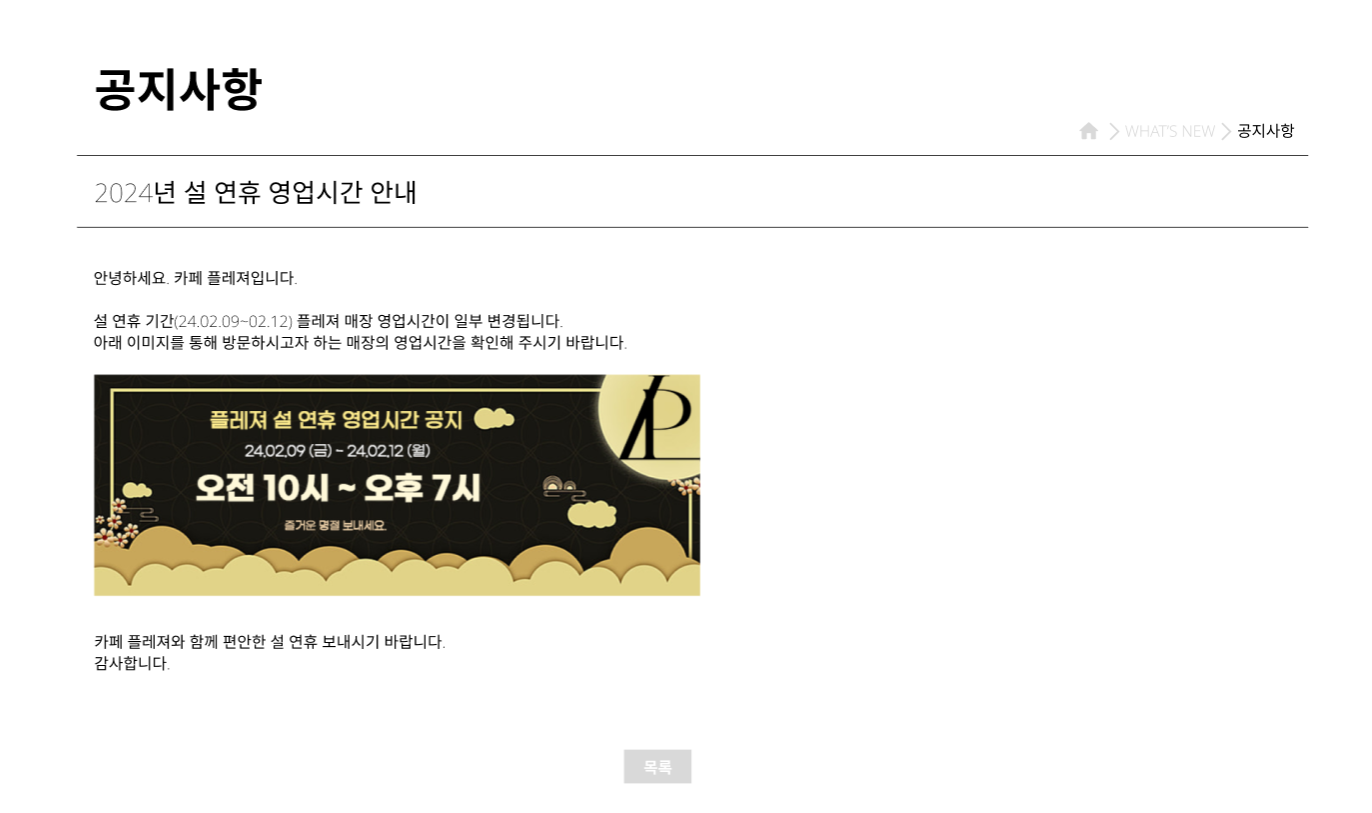 공지사항
WHAT'S NEW 공지사항
2024년 설 연휴 영업시간 안내
안녕하세요. 카페 플레져입니다.
설 연휴 기간(24.02.09~02.12) 플레져 매장 영업시간이 일부 변경됩니다.
아래 이미지를 통해 방문하시고자 하는 매장의 영업시간을 확인해 주시기 바랍니다.
플레져 설 연휴 영업시간 공지
24.02.09 (금) ~ 24.02.12 (월)
오전 10시 ~ 오후 7시
즐거운 명절 보내세요.
카페 플레져와 함께 편안한 설 연휴 보내시기 바랍니다.
감사합니다.
목록